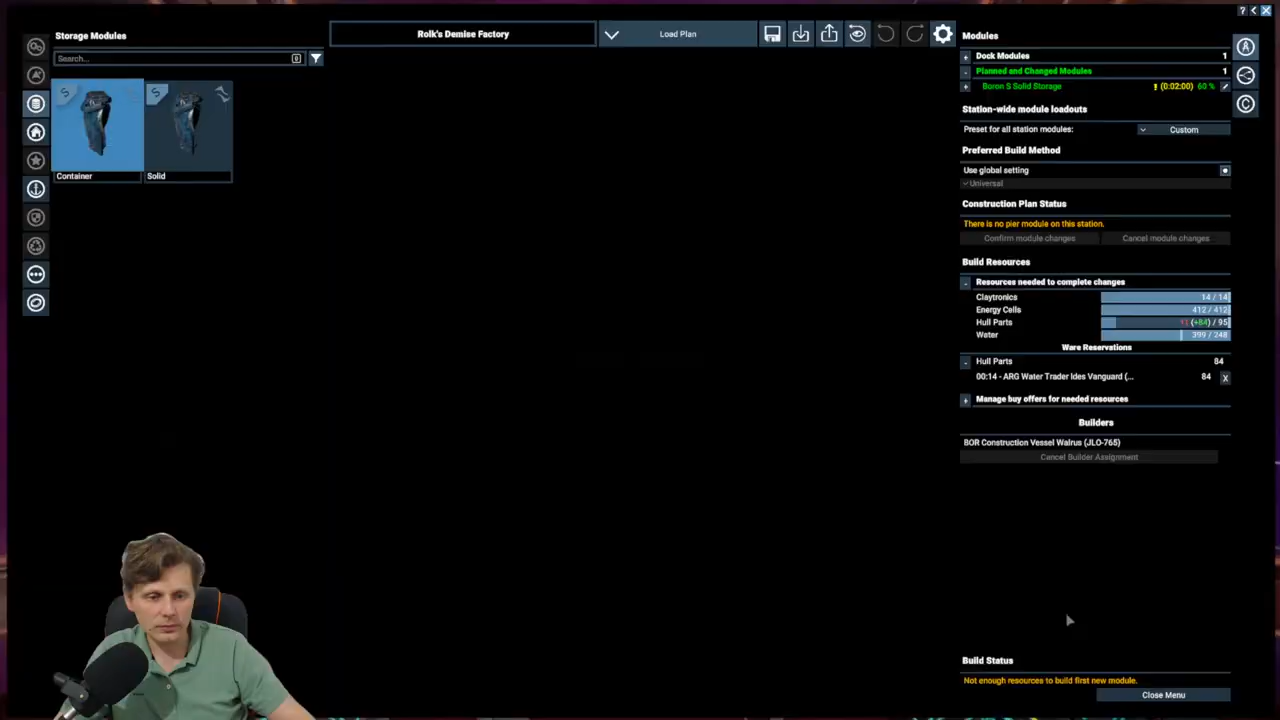 Storage Modules
Search...
Container
Solid
Rolk's Demise Factory
Load Plan
Modules
Dock Modules 1
Planned and Changed Modules 1
Boron S Solid Storage (0:02:00) 60 %
Station-wide module loadouts
Preset for all station modules: Custom
Preferred Build Method
Use global setting
Universal
Construction Plan Status
There is no pier module on this station.
Confirm module changes Cancel module changes
Build Resources
Resources needed to complete changes
Claytronics 14 / 14
Energy Cells 412 / 412
Hull Parts 11 (+84) / 95
Water 399 / 248
Ware Reservations
Hull Parts 84
00:14 - ARG Water Trader Ides Vanguard (... 84 X
Manage buy offers for needed resources
Builders
BOR Construction Vessel Walrus (JLO-765)
Cancel Builder Assignment
Build Status
Not enough resources to build first new module.
Close Menu